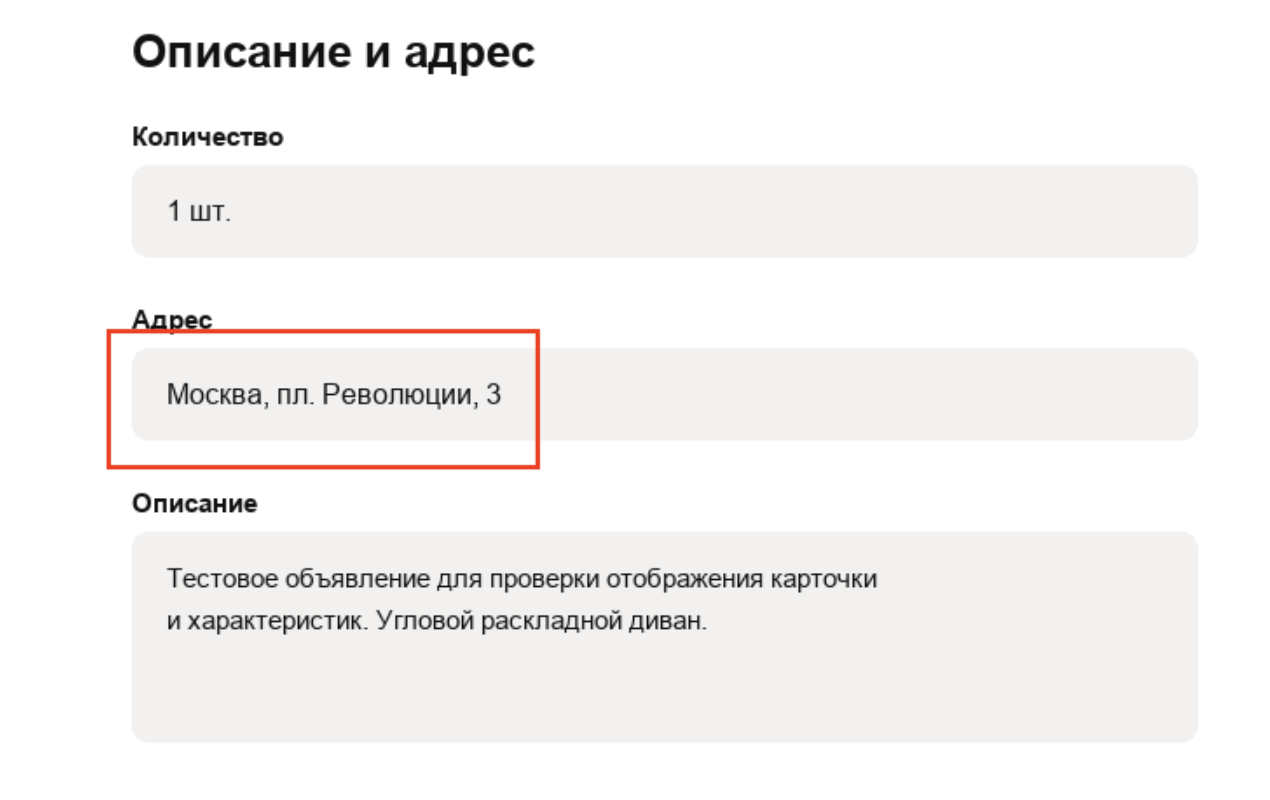 Описание и адрес
Количество
1 шт.
Адрес
Москва, пл. Революции, 3
Описание
Тестовое объявление для проверки отображения карточки
и характеристик. Угловой раскладной диван.